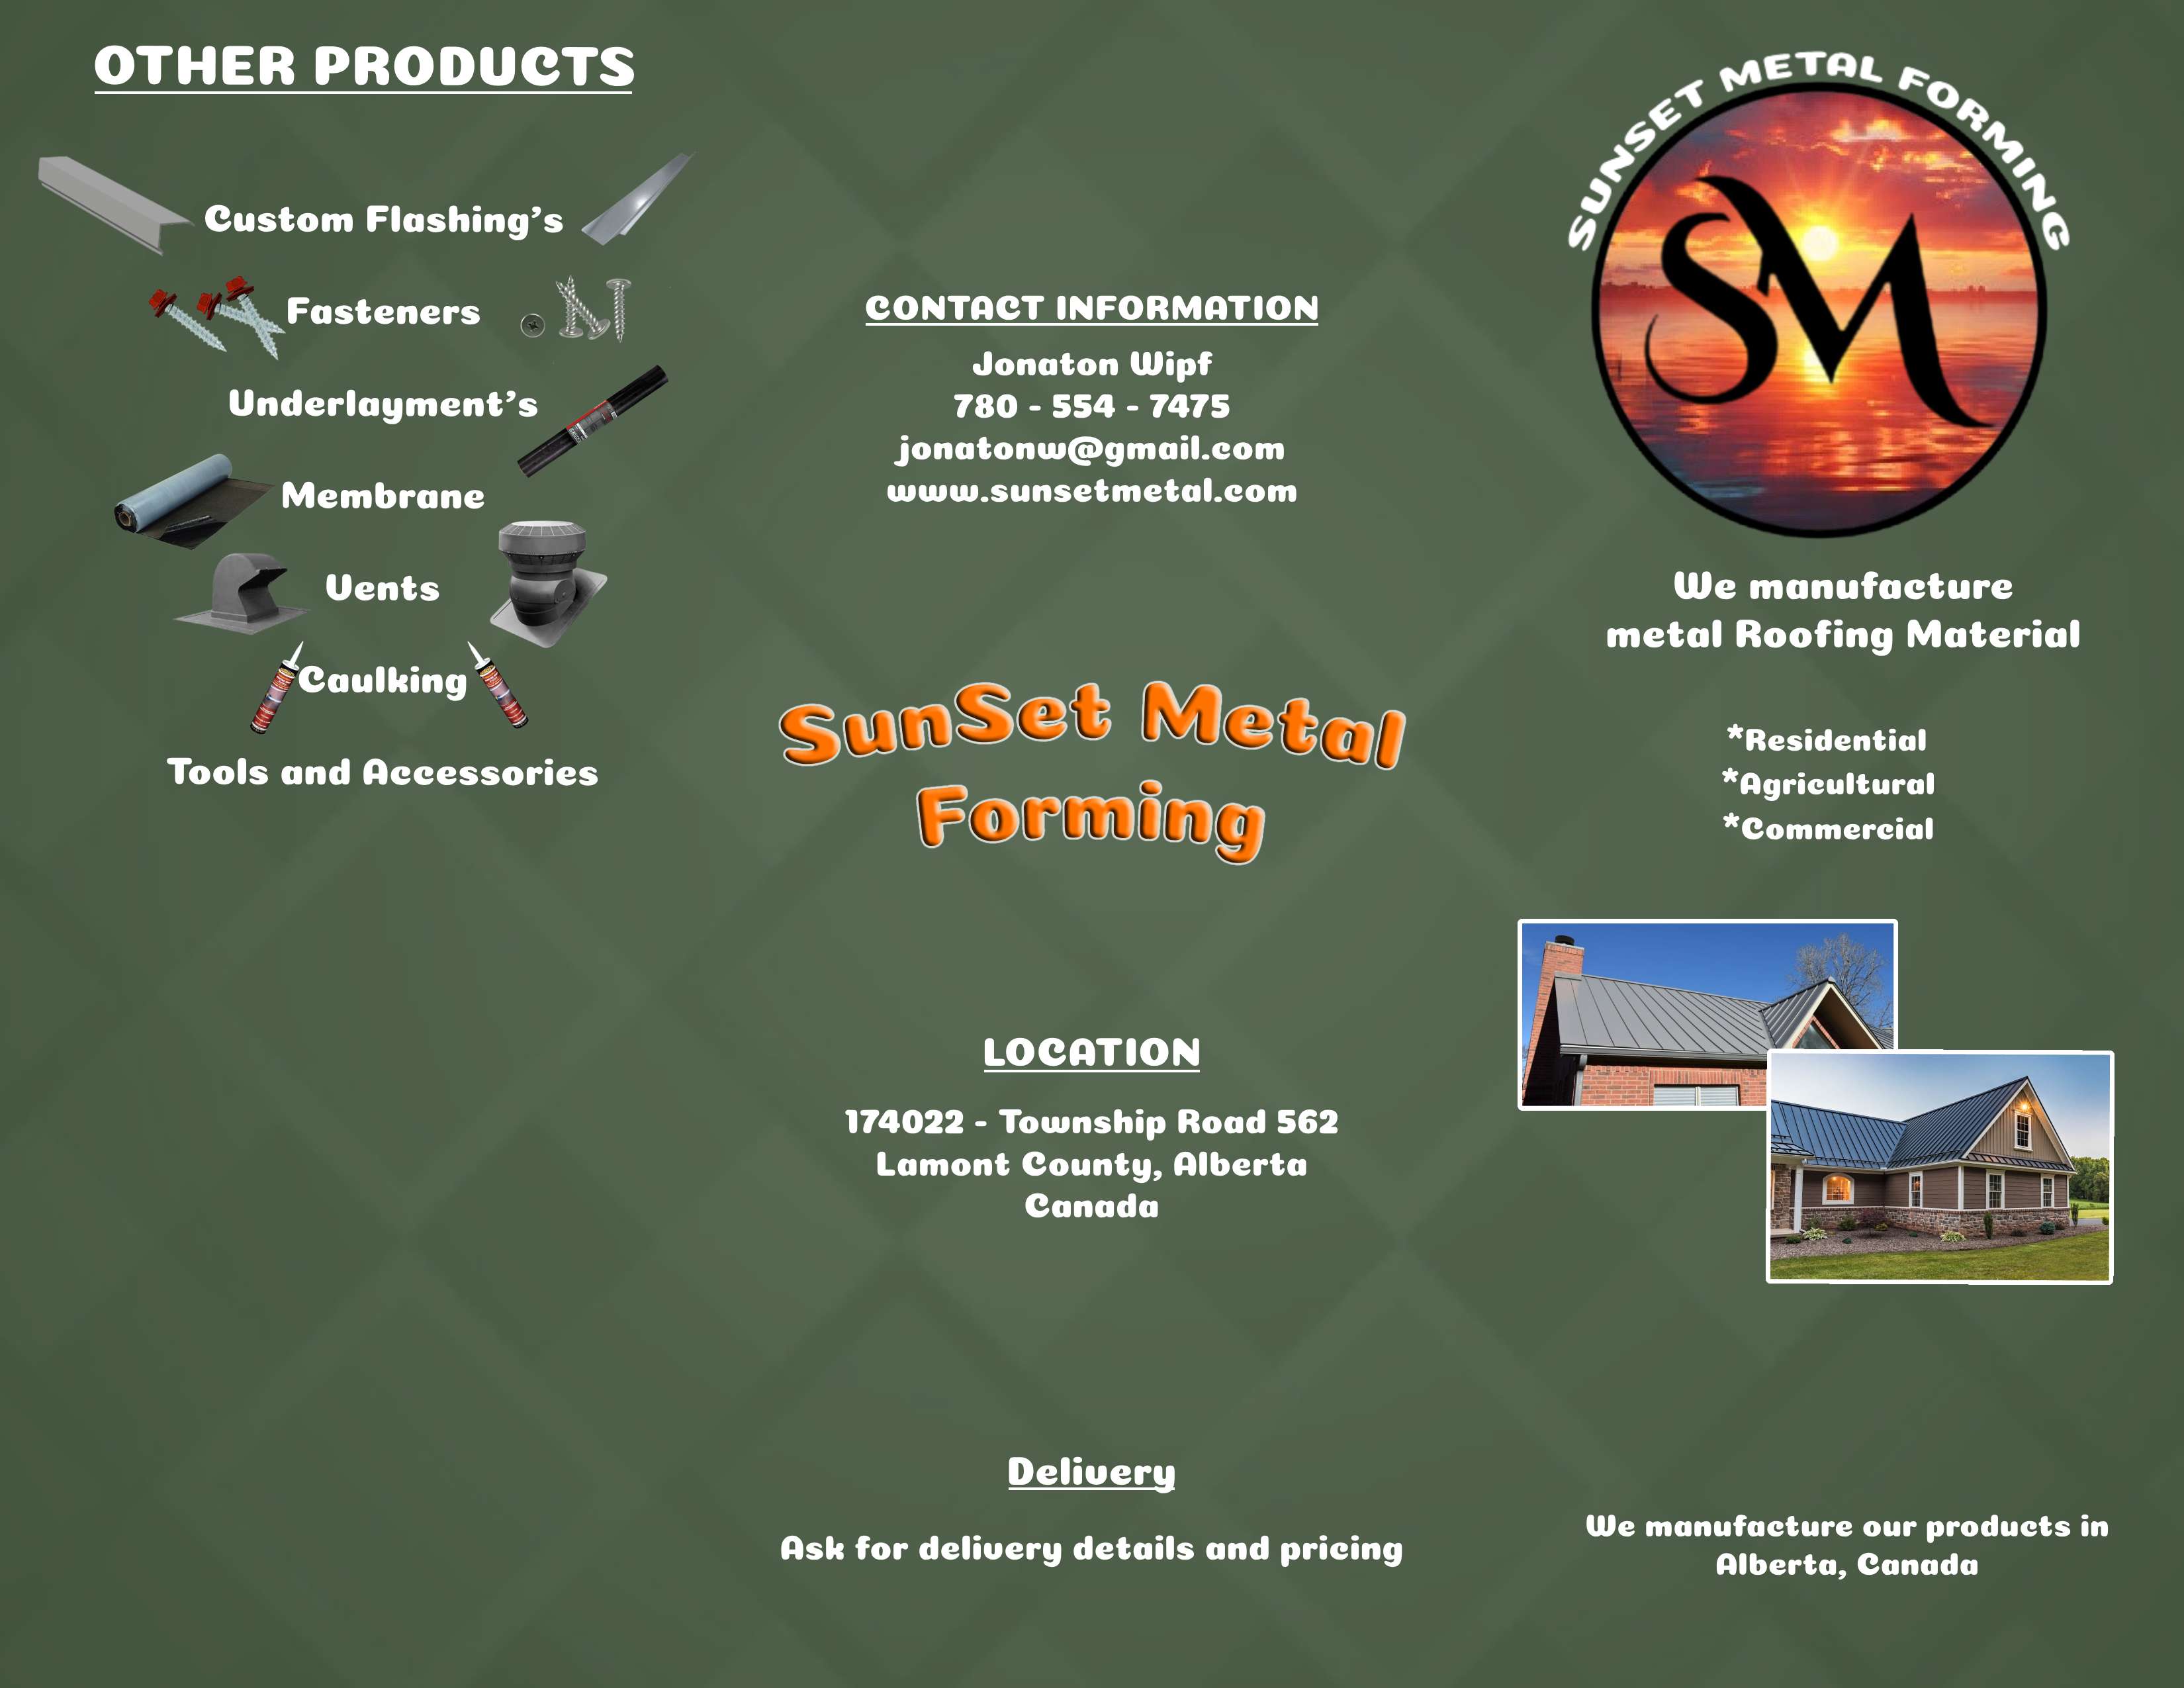 OTHER PRODUCTS
Custom Flashing's
Fasteners
Underlayment's
Membrane
Vents
Caulking
Tools and Accessories
CONTACT INFORMATION
Jonaton Wipf
780 - 554 - 7475
jonatonw@gmail.com
www.sunsetmetal.com
SunSet Metal
Forming
LOCATION
174022 - Township Road 562
Lamont County, Alberta
Canada
Delivery
Ask for delivery details and pricing
SUNSET METAL FORMING
SM
We manufacture
metal Roofing Material
*Residential
*Agricultural
*Commercial
We manufacture our products in
Alberta, Canada